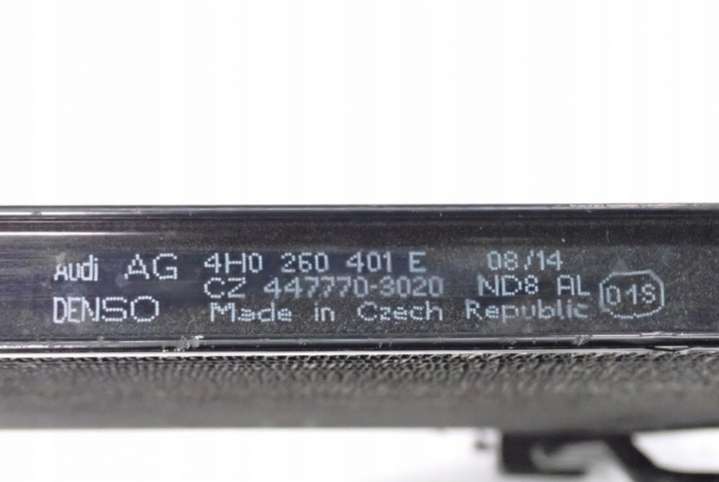 Audi AG 4H0 260 401 E 08/14
CZ 447770-3020 ND8 AL
DENSO Made in Czech Republic
01S